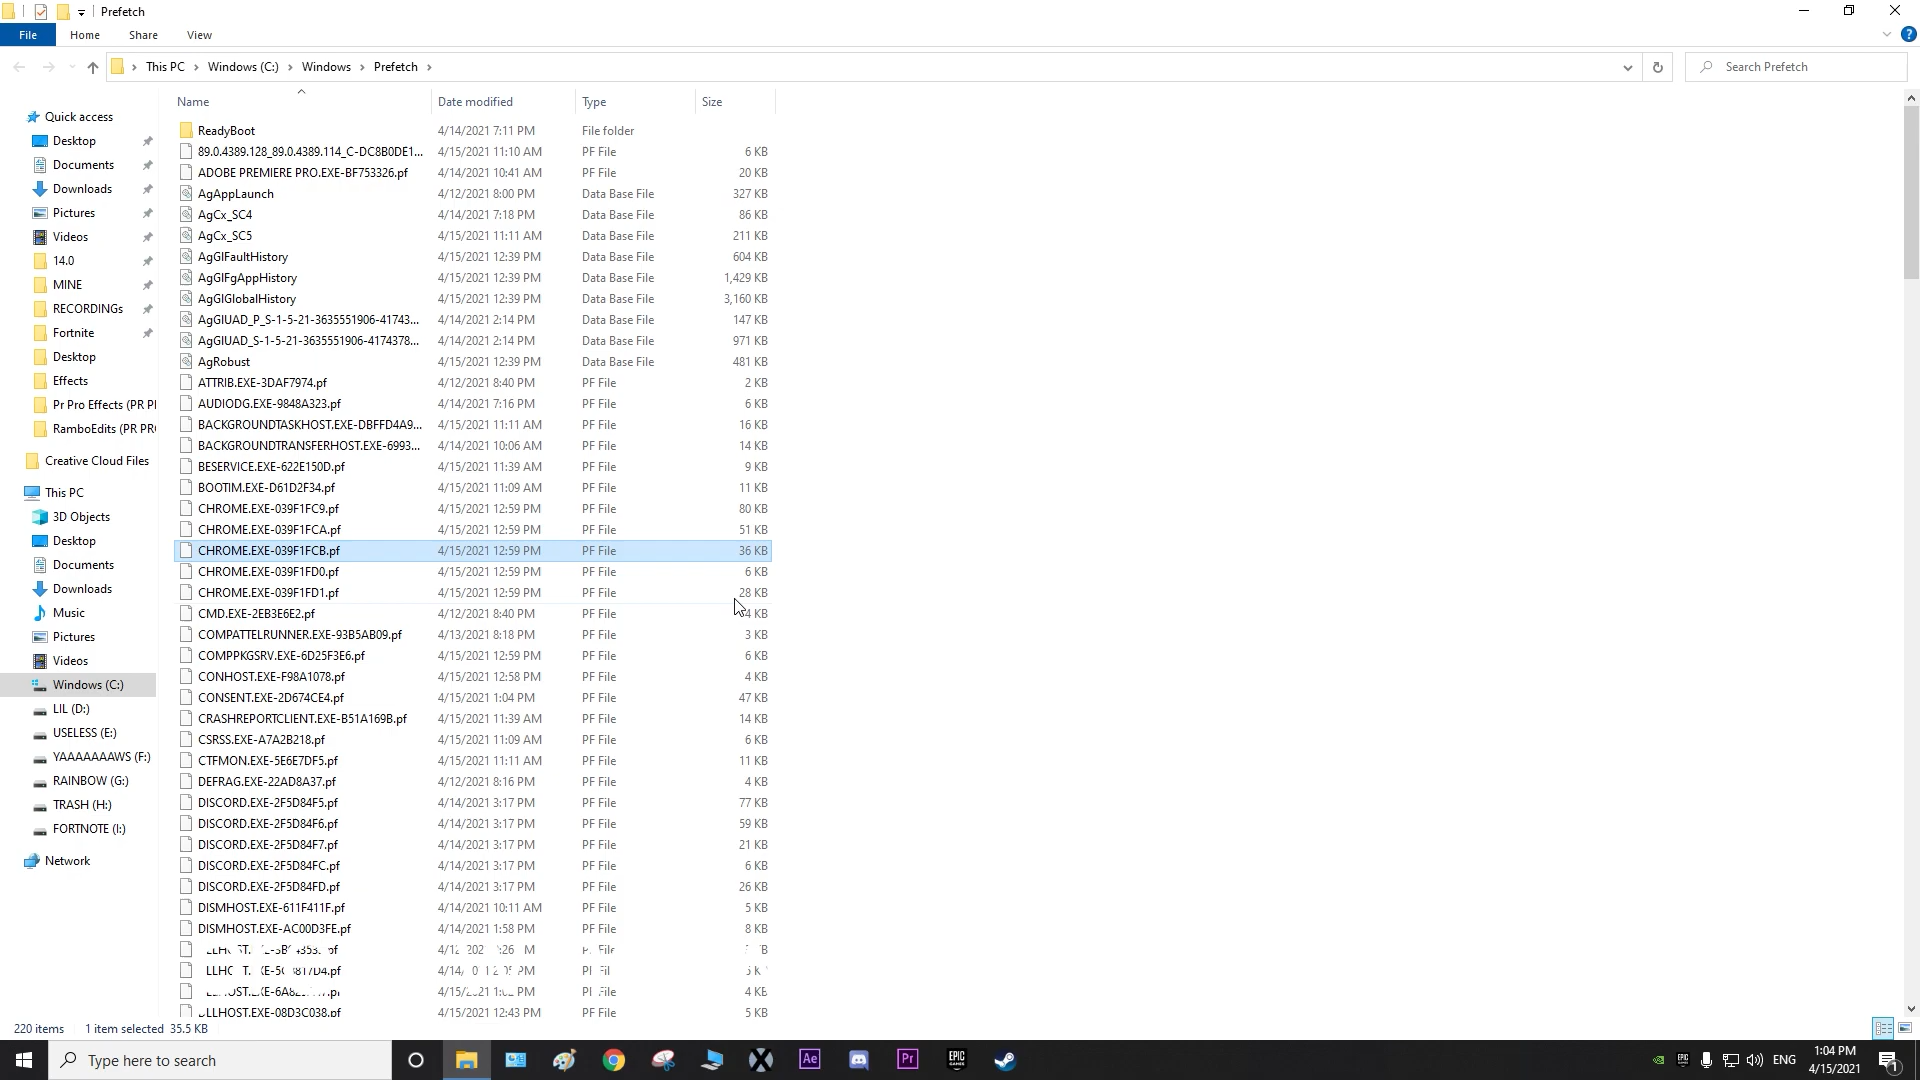 Prefetch
File Home Share View
This PC Windows (C:) Windows Prefetch
Search Prefetch
Name Date modified Type Size
Quick access
Desktop
Documents
Downloads
Pictures
Videos
14.0
MINE
RECORDINGs
Fortnite
Desktop
Effects
Pr Pro Effects (PR P
RamboEdits (PR PR
Creative Cloud Files
This PC
3D Objects
Desktop
Documents
Downloads
Music
Pictures
Videos
Windows (C:)
LIL (D:)
USELESS (E:)
YAAAAAAAWS (F:)
RAINBOW (G:)
TRASH (H:)
FORTNOTE (I:)
Network
ReadyBoot 4/14/2021 7:11 PM File folder
89.0.4389.128_89.0.4389.114_C-DC8B0DE1... 4/15/2021 11:10 AM PF File 6 KB
ADOBE PREMIERE PRO.EXE-BF753326.pf 4/14/2021 10:41 AM PF File 20 KB
AgAppLaunch 4/12/2021 8:00 PM Data Base File 327 KB
AgCx_SC4 4/14/2021 7:18 PM Data Base File 86 KB
AgCx_SC5 4/15/2021 11:11 AM Data Base File 211 KB
AgGlFaultHistory 4/15/2021 12:39 PM Data Base File 604 KB
AgGlFgAppHistory 4/15/2021 12:39 PM Data Base File 1,429 KB
AgGlGlobalHistory 4/15/2021 12:39 PM Data Base File 3,160 KB
AgGlUAD_P_S-1-5-21-3635551906-41743... 4/14/2021 2:14 PM Data Base File 147 KB
AgGlUAD_S-1-5-21-3635551906-4174378... 4/14/2021 2:14 PM Data Base File 971 KB
AgRobust 4/15/2021 12:39 PM Data Base File 481 KB
ATTRIB.EXE-3DAF7974.pf 4/12/2021 8:40 PM PF File 2 KB
AUDIODG.EXE-9848A323.pf 4/14/2021 7:16 PM PF File 6 KB
BACKGROUNDTASKHOST.EXE-DBFFD4A9... 4/15/2021 11:11 AM PF File 16 KB
BACKGROUNDTRANSFERHOST.EXE-6993... 4/14/2021 10:06 AM PF File 14 KB
BESERVICE.EXE-622E150D.pf 4/15/2021 11:39 AM PF File 9 KB
BOOTIM.EXE-D61D2F34.pf 4/15/2021 11:09 AM PF File 11 KB
CHROME.EXE-039F1FC9.pf 4/15/2021 12:59 PM PF File 80 KB
CHROME.EXE-039F1FCA.pf 4/15/2021 12:59 PM PF File 51 KB
CHROME.EXE-039F1FCB.pf 4/15/2021 12:59 PM PF File 36 KB
CHROME.EXE-039F1FD0.pf 4/15/2021 12:59 PM PF File 6 KB
CHROME.EXE-039F1FD1.pf 4/15/2021 12:59 PM PF File 28 KB
CMD.EXE-2EB3E6E2.pf 4/12/2021 8:40 PM PF File 4 KB
COMPATTELRUNNER.EXE-93B5AB09.pf 4/13/2021 8:18 PM PF File 3 KB
COMPPKGSRV.EXE-6D25F3E6.pf 4/15/2021 12:59 PM PF File 6 KB
CONHOST.EXE-F98A1078.pf 4/15/2021 12:58 PM PF File 4 KB
CONSENT.EXE-2D674CE4.pf 4/15/2021 1:04 PM PF File 47 KB
CRASHREPORTCLIENT.EXE-B51A169B.pf 4/15/2021 11:39 AM PF File 14 KB
CSRSS.EXE-A7A2B218.pf 4/15/2021 11:09 AM PF File 6 KB
CTFMON.EXE-5E6E7DF5.pf 4/15/2021 11:11 AM PF File 11 KB
DEFRAG.EXE-22AD8A37.pf 4/12/2021 8:16 PM PF File 4 KB
DISCORD.EXE-2F5D84F5.pf 4/14/2021 3:17 PM PF File 77 KB
DISCORD.EXE-2F5D84F6.pf 4/14/2021 3:17 PM PF File 59 KB
DISCORD.EXE-2F5D84F7.pf 4/14/2021 3:17 PM PF File 21 KB
DISCORD.EXE-2F5D84FC.pf 4/14/2021 3:17 PM PF File 6 KB
DISCORD.EXE-2F5D84FD.pf 4/14/2021 3:17 PM PF File 26 KB
DISMHOST.EXE-611F411F.pf 4/14/2021 10:11 AM PF File 5 KB
DISMHOST.EXE-AC00D3FE.pf 4/14/2021 1:58 PM PF File 8 KB
DLLHOST.EXE-08D3C038.pf 4/15/2021 12:43 PM PF File 5 KB
220 items 1 item selected 35.5 KB
Type here to search
Ae
Pr
EPIC GAMES
ENG
1:04 PM
4/15/2021
1